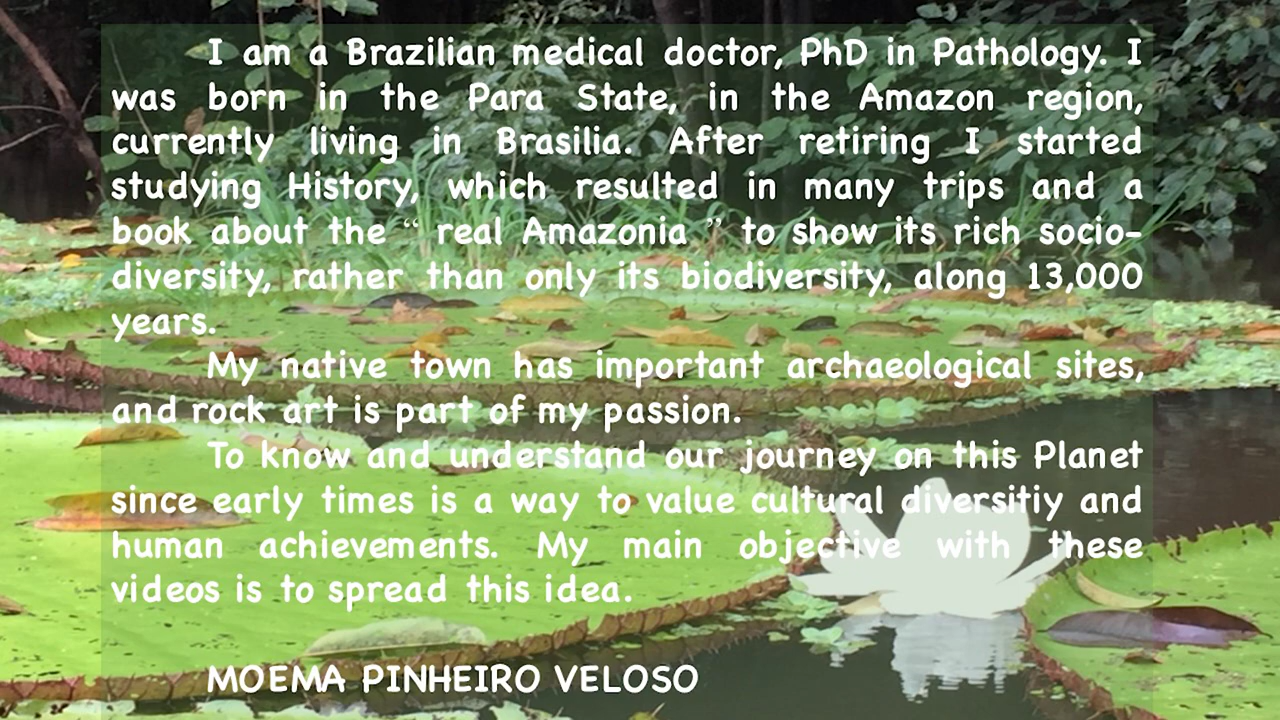 I am a Brazilian medical doctor, PhD in Pathology. I
was born in the Para State, in the Amazon region,
currently living in Brasilia. After retiring I started
studying History, which resulted in many trips and a
book about the “ real Amazonia ” to show its rich socio-
diversity, rather than only its biodiversity, along 13,000
years.
My native town has important archaeological sites,
and rock art is part of my passion.
To know and understand our journey on this Planet
since early times is a way to value cultural diversitiy and
human achievements. My main objective with these
videos is to spread this idea.
MOEMA PINHEIRO VELOSO